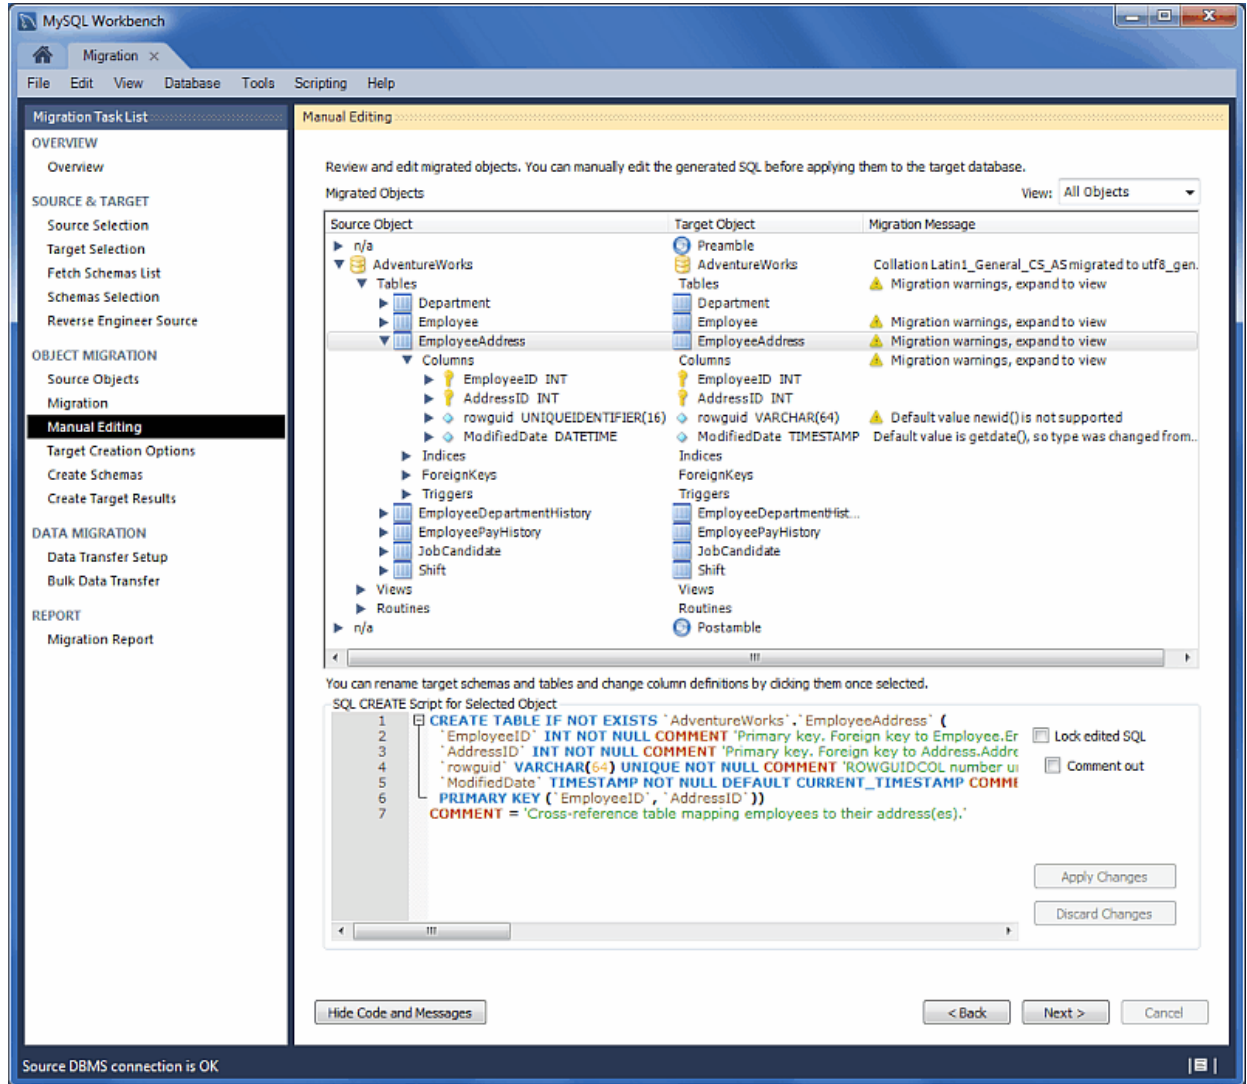 MySQL Workbench
Migration
File Edit View Database Tools Scripting Help
Migration Task List
OVERVIEW
Overview
SOURCE & TARGET
Source Selection
Target Selection
Fetch Schemas List
Schemas Selection
Reverse Engineer Source
OBJECT MIGRATION
Source Objects
Migration
Manual Editing
Target Creation Options
Create Schemas
Create Target Results
DATA MIGRATION
Data Transfer Setup
Bulk Data Transfer
REPORT
Migration Report
Manual Editing
Review and edit migrated objects. You can manually edit the generated SQL before applying them to the target database.
Migrated Objects View: All Objects
Source Object Target Object Migration Message
n/a Preamble
AdventureWorks AdventureWorks Collation Latin1_General_CS_AS migrated to utf8_gen.
Tables Tables Migration warnings, expand to view
Department Department
Employee Employee Migration warnings, expand to view
EmployeeAddress EmployeeAddress Migration warnings, expand to view
Columns Columns Migration warnings, expand to view
EmployeeID INT EmployeeID INT
AddressID INT AddressID INT
rowguid UNIQUEIDENTIFIER(16) rowguid VARCHAR(64) Default value newid() is not supported
ModifiedDate DATETIME ModifiedDate TIMESTAMP Default value is getdate(), so type was changed from..
Indices Indices
ForeignKeys ForeignKeys
Triggers Triggers
EmployeeDepartmentHistory EmployeeDepartmentHist...
EmployeePayHistory EmployeePayHistory
JobCandidate JobCandidate
Shift Shift
Views Views
Routines Routines
n/a Postamble
You can rename target schemas and tables and change column definitions by clicking them once selected.
SQL CREATE Script for Selected Object
1 CREATE TABLE IF NOT EXISTS `AdventureWorks`.`EmployeeAddress` (
2 `EmployeeID` INT NOT NULL COMMENT 'Primary key. Foreign key to Employee.Er
3 `AddressID` INT NOT NULL COMMENT 'Primary key. Foreign key to Address.Addre
4 `rowguid` VARCHAR(64) UNIQUE NOT NULL COMMENT 'ROWGUIDCOL number u
5 `ModifiedDate` TIMESTAMP NOT NULL DEFAULT CURRENT_TIMESTAMP COMME
6 PRIMARY KEY (`EmployeeID`, `AddressID`))
7 COMMENT = 'Cross-reference table mapping employees to their address(es).'
Lock edited SQL
Comment out
Apply Changes
Discard Changes
Hide Code and Messages < Back Next > Cancel
Source DBMS connection is OK